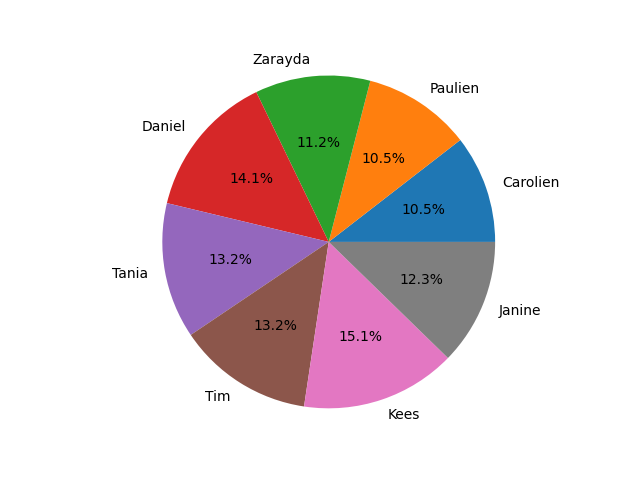 Zarayda
Paulien
Daniel
11.2%
10.5%
14.1%
Carolien
10.5%
13.2%
Tania
12.3%
Janine
13.2%
15.1%
Tim
Kees